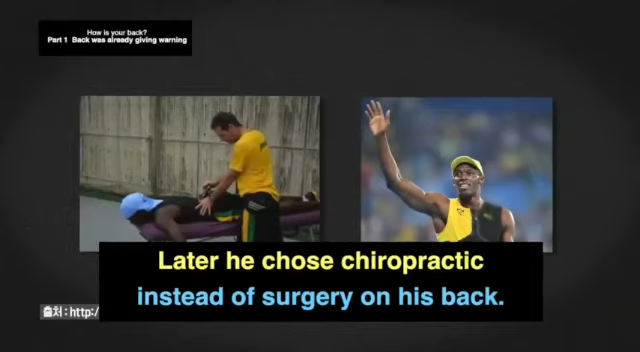 How is your back?
Part 1 Back was already giving warning
Later he chose chiropractic
instead of surgery on his back.
출처 : http:/